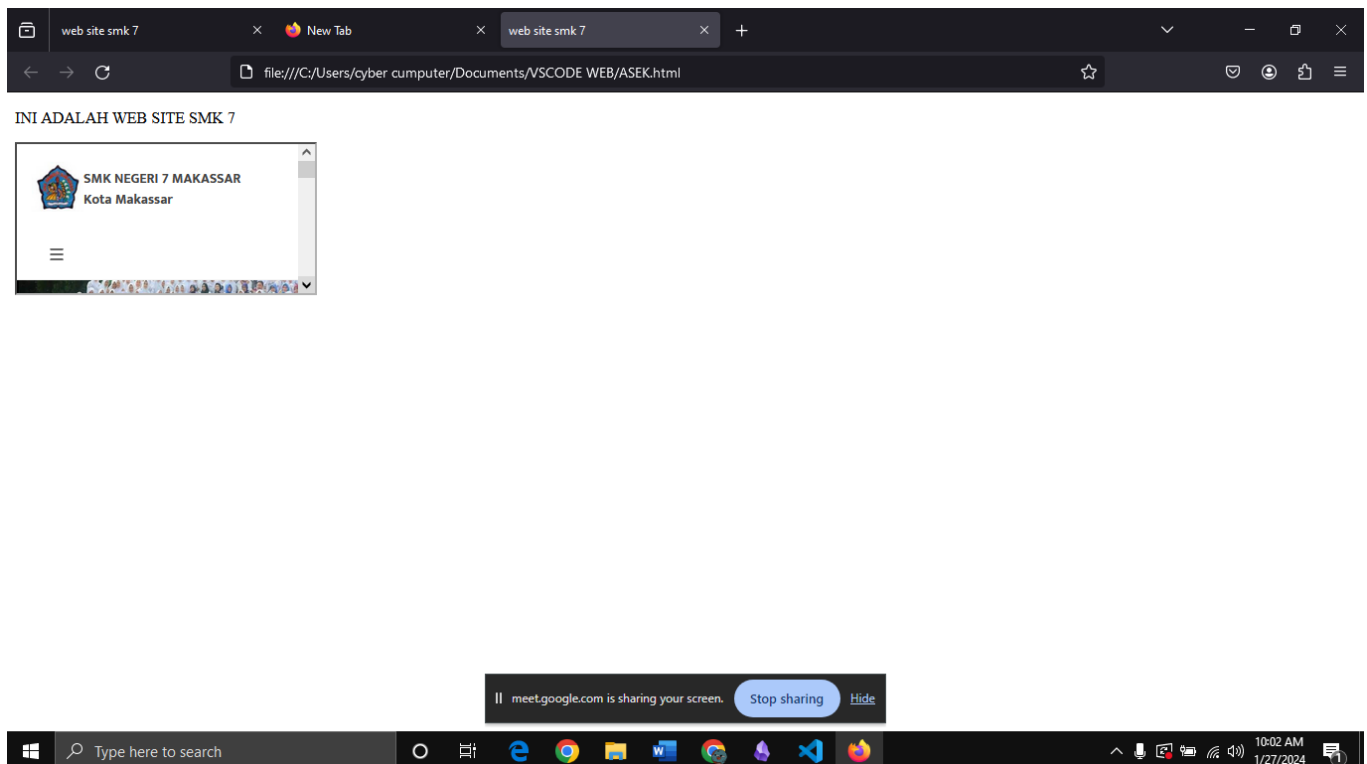 web site smk 7
New Tab
web site smk 7
file:///C:/Users/cyber cumputer/Documents/VSCODE WEB/ASEK.html
INI ADALAH WEB SITE SMK 7
SMK NEGERI 7 MAKASSAR
Kota Makassar
meet.google.com is sharing your screen.
Stop sharing
Hide
Type here to search
10:02 AM
1/27/2024
1